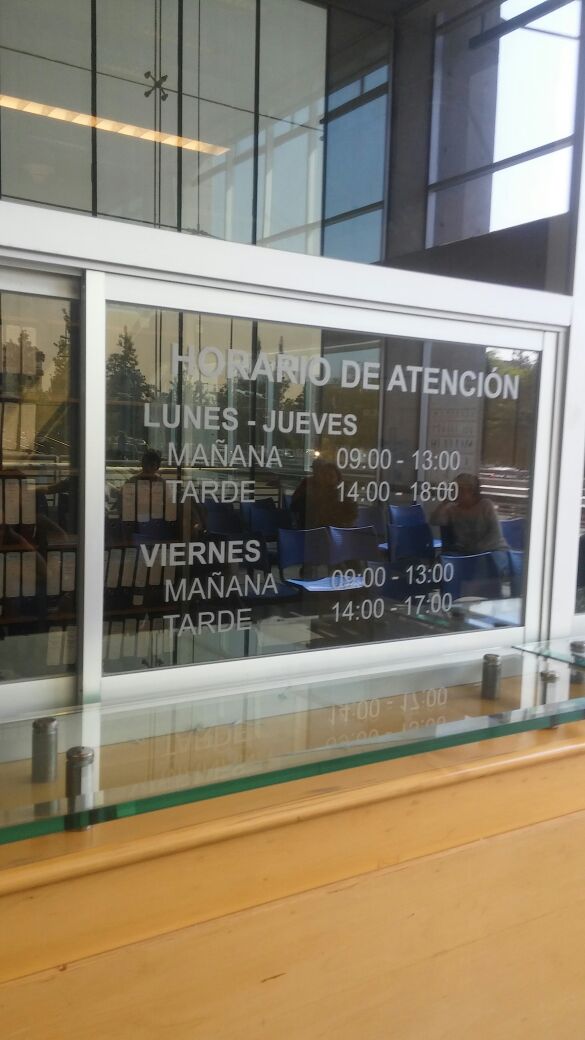 HORARIO DE ATENCIÓN
LUNES - JUEVES
MAÑANA 09:00 - 13:00
TARDE 14:00 - 18:00
VIERNES
MAÑANA 09:00 - 13:00
TARDE 14:00 - 17:00